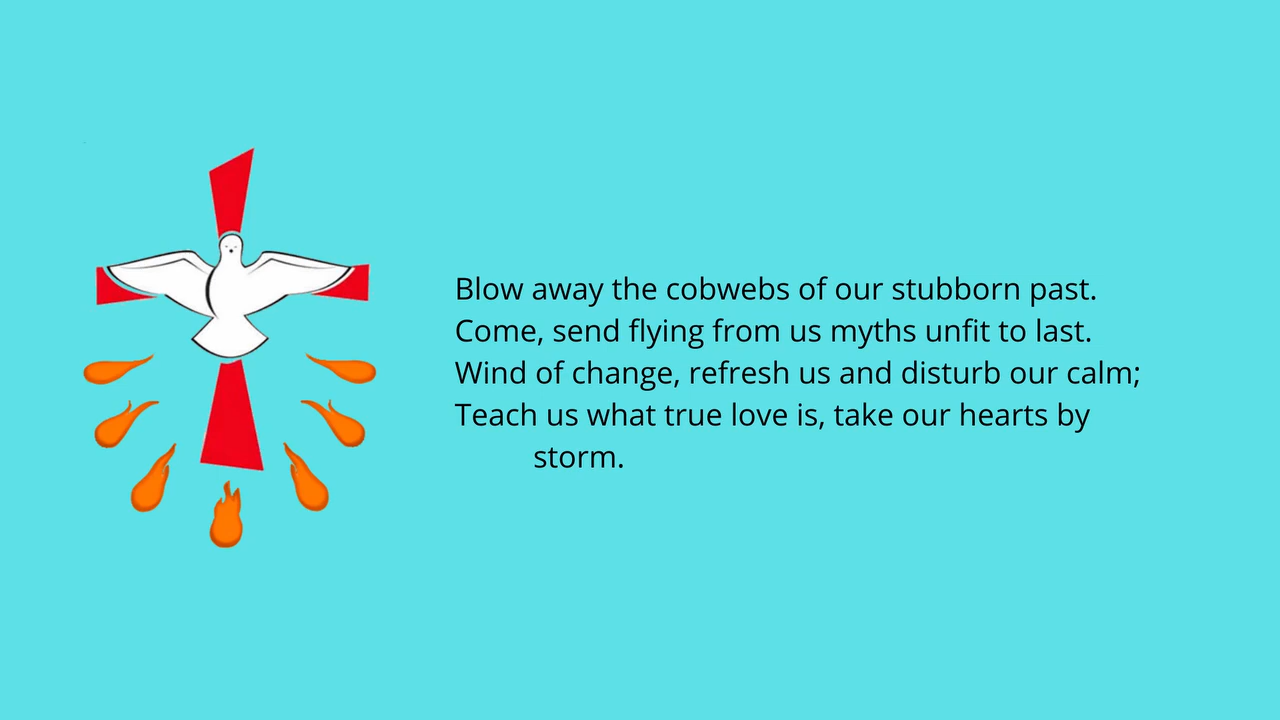 Blow away the cobwebs of our stubborn past.
Come, send flying from us myths unfit to last.
Wind of change, refresh us and disturb our calm;
Teach us what true love is, take our hearts by
storm.